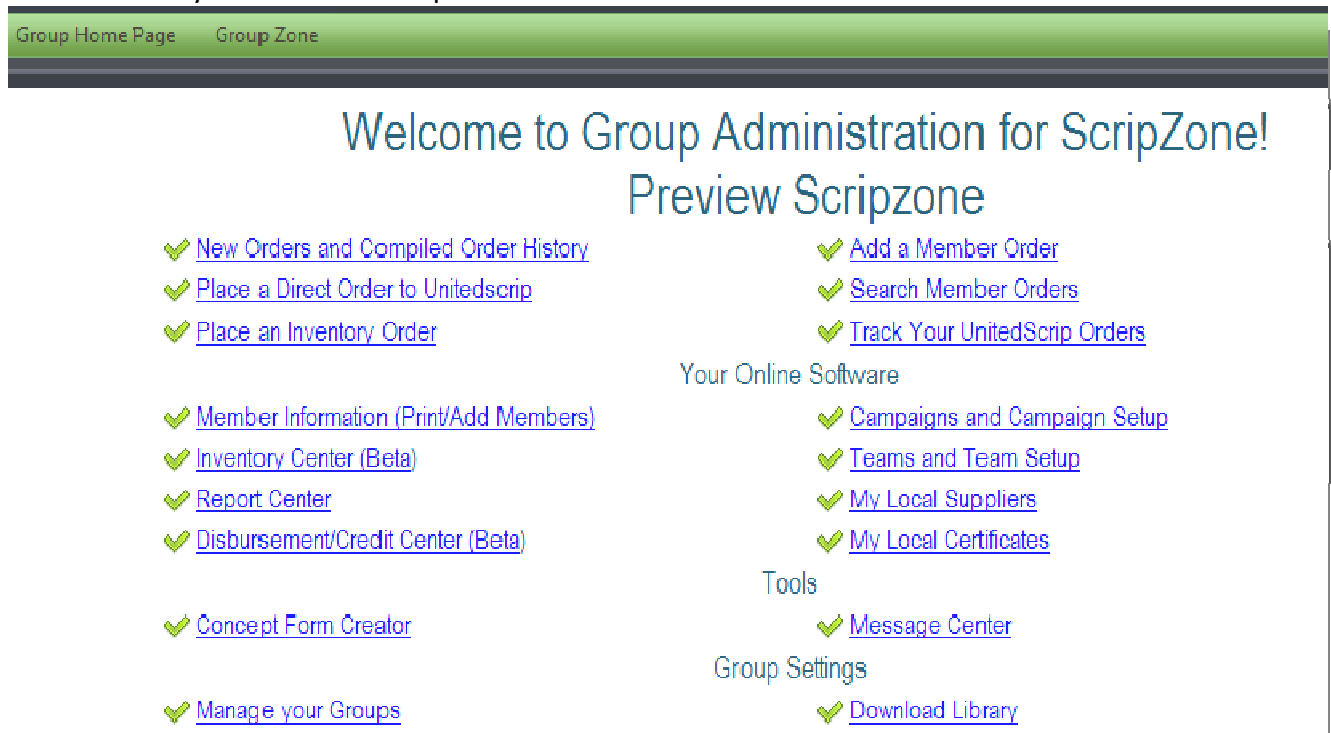 Group Home Page Group Zone
Welcome to Group Administration for ScripZone!
Preview Scripzone
New Orders and Compiled Order History Add a Member Order
Place a Direct Order to Unitedscrip Search Member Orders
Place an Inventory Order Track Your UnitedScrip Orders
Your Online Software
Member Information (Print/Add Members) Campaigns and Campaign Setup
Inventory Center (Beta) Teams and Team Setup
Report Center My Local Suppliers
Disbursement/Credit Center (Beta) My Local Certificates
Tools
Concept Form Creator Message Center
Group Settings
Manage your Groups Download Library